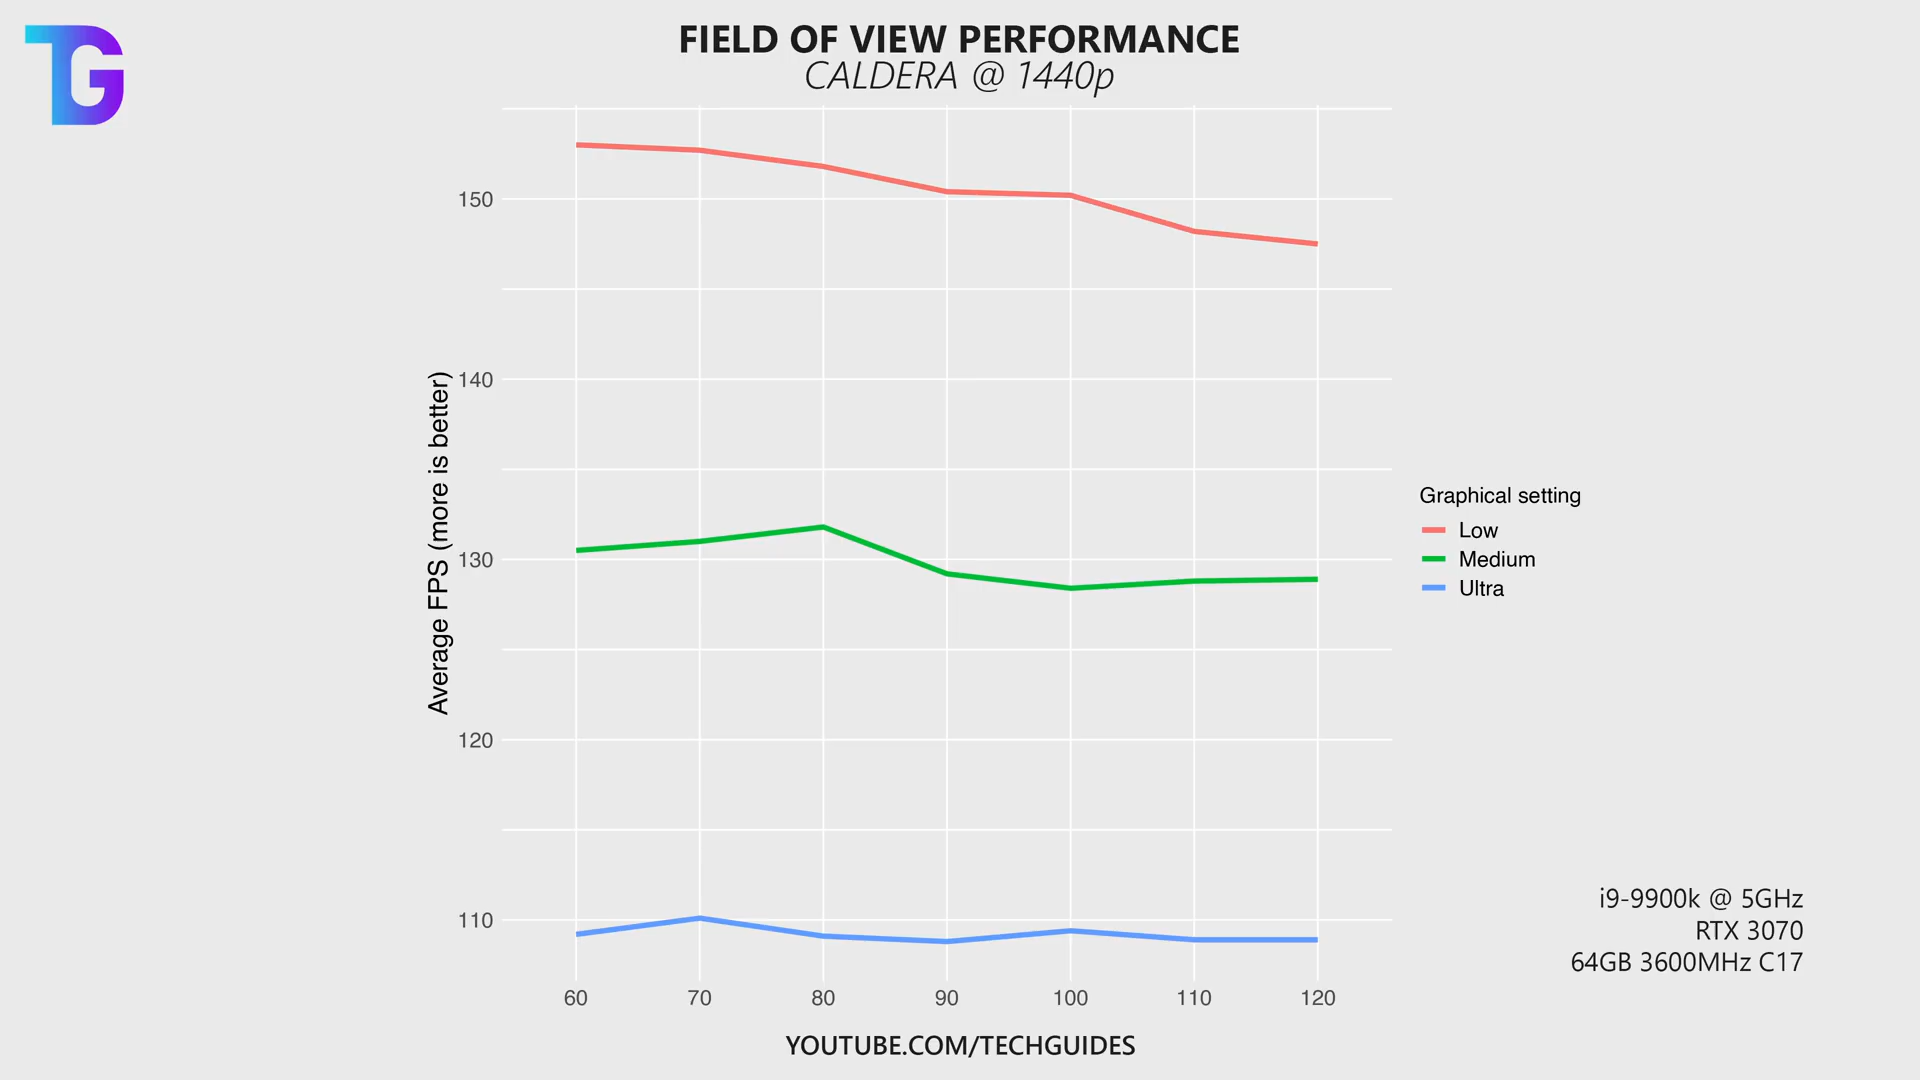 TG
FIELD OF VIEW PERFORMANCE
CALDERA @ 1440p
Average FPS (more is better)
150
140
130
120
110
60 70 80 90 100 110 120
Graphical setting
Low
Medium
Ultra
i9-9900k @ 5GHz
RTX 3070
64GB 3600MHz C17
YOUTUBE.COM/TECHGUIDES